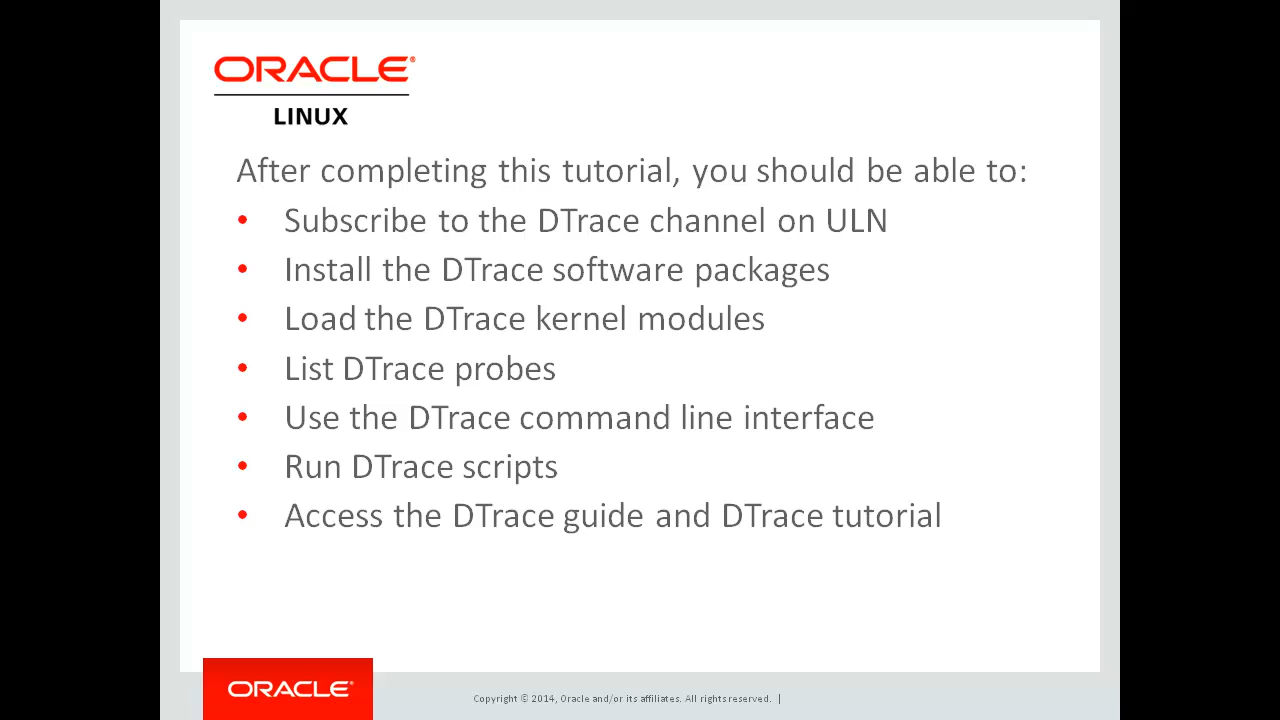 ORACLE®
LINUX
After completing this tutorial, you should be able to:
• Subscribe to the DTrace channel on ULN
• Install the DTrace software packages
• Load the DTrace kernel modules
• List DTrace probes
• Use the DTrace command line interface
• Run DTrace scripts
• Access the DTrace guide and DTrace tutorial
ORACLE®
Copyright © 2014, Oracle and/or its affiliates. All rights reserved. |